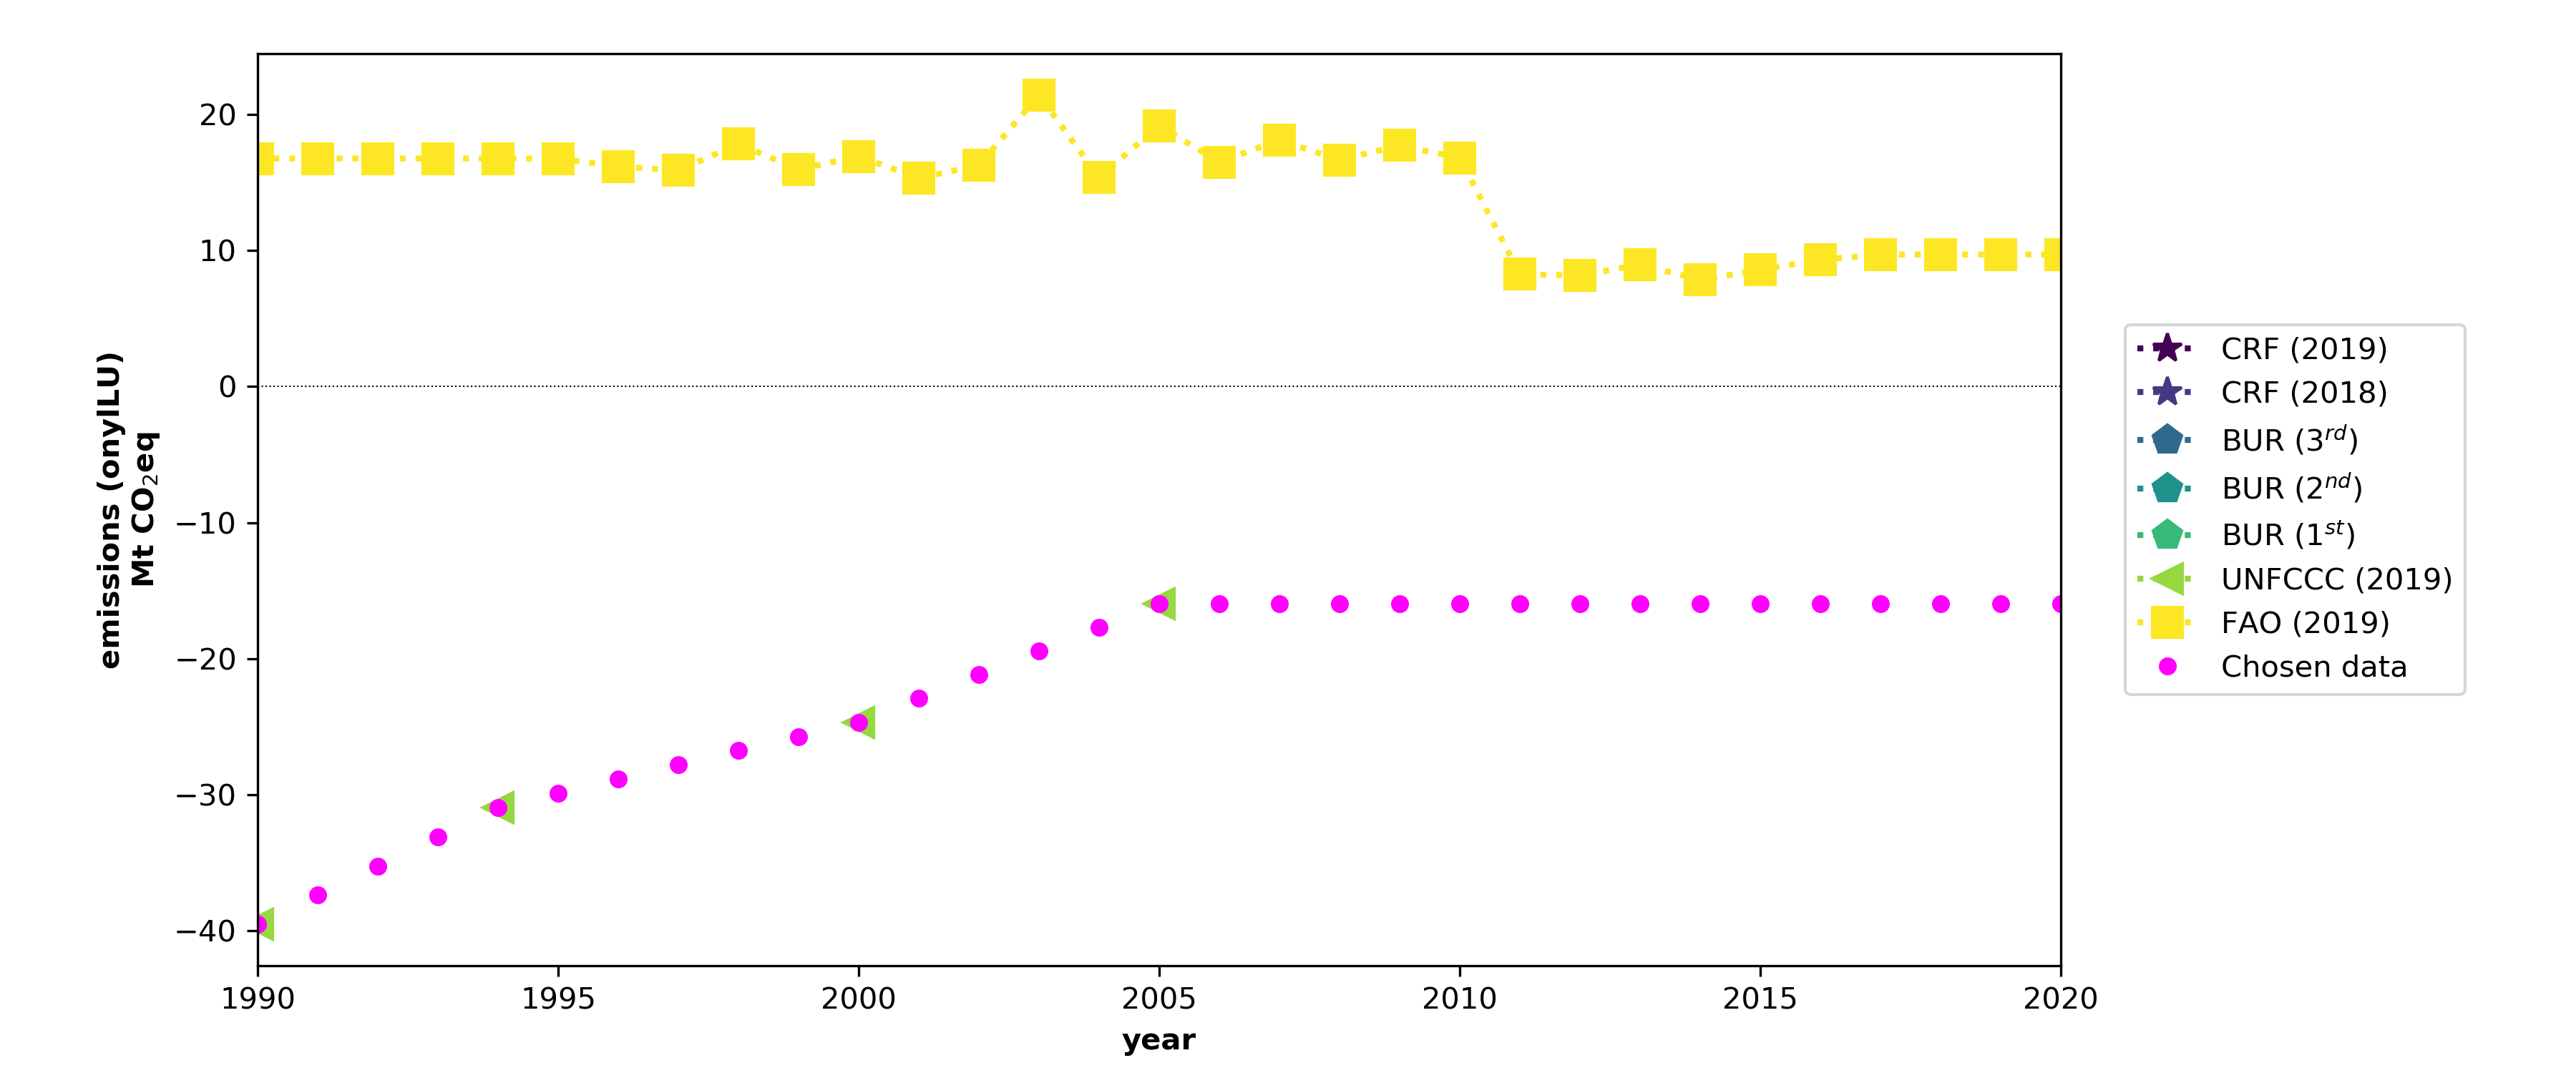 20
10
0
−10
−20
−30
−40
emissions (onylLU)
Mt CO₂eq
1990 1995 2000 2005 2010 2015 2020
year
CRF (2019)
CRF (2018)
BUR (3ʳᵈ)
BUR (2ⁿᵈ)
BUR (1ˢᵗ)
UNFCCC (2019)
FAO (2019)
Chosen data